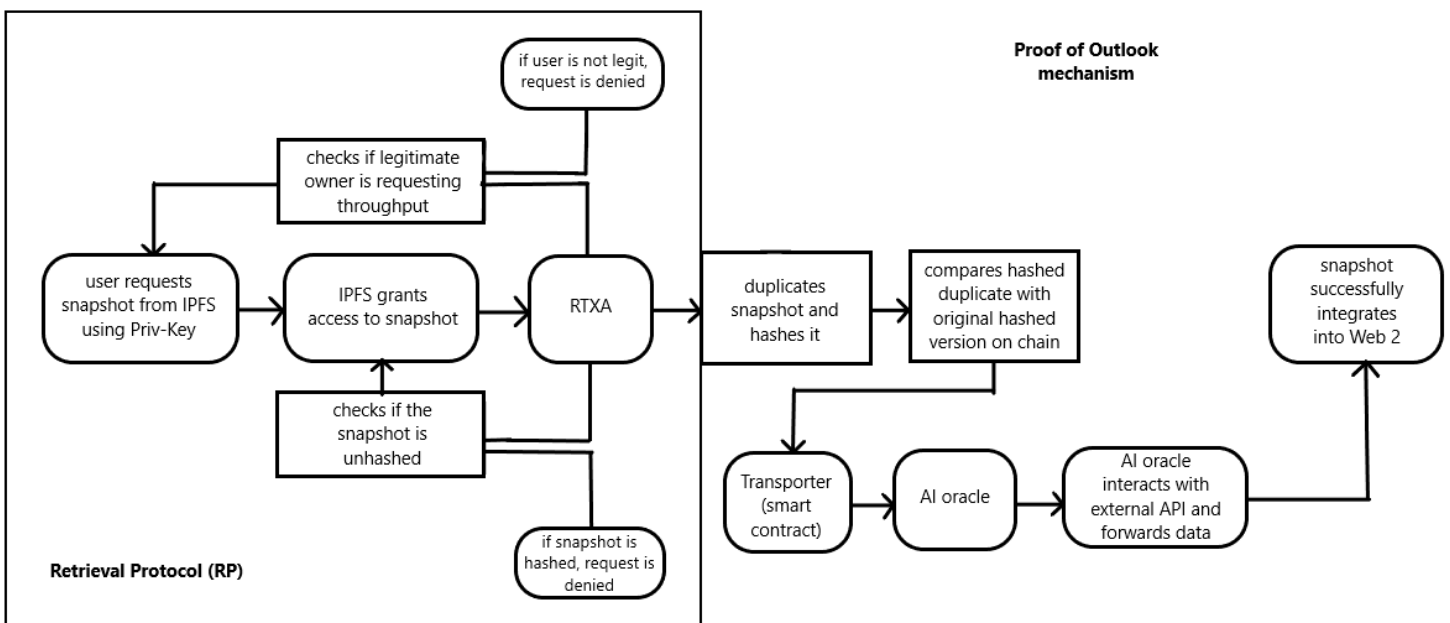 Proof of Outlook
mechanism
if user is not legit,
request is denied
checks if legitimate
owner is requesting
throughput
user requests
snapshot from IPFS
using Priv-Key
IPFS grants
access to snapshot
RTXA
duplicates
snapshot and
hashes it
compares hashed
duplicate with
original hashed
version on chain
snapshot
successfully
integrates
into Web 2
checks if the
snapshot is
unhashed
Transporter
(smart
contract)
AI oracle
AI oracle
interacts with
external API and
forwards data
if snapshot is
hashed, request is
denied
Retrieval Protocol (RP)